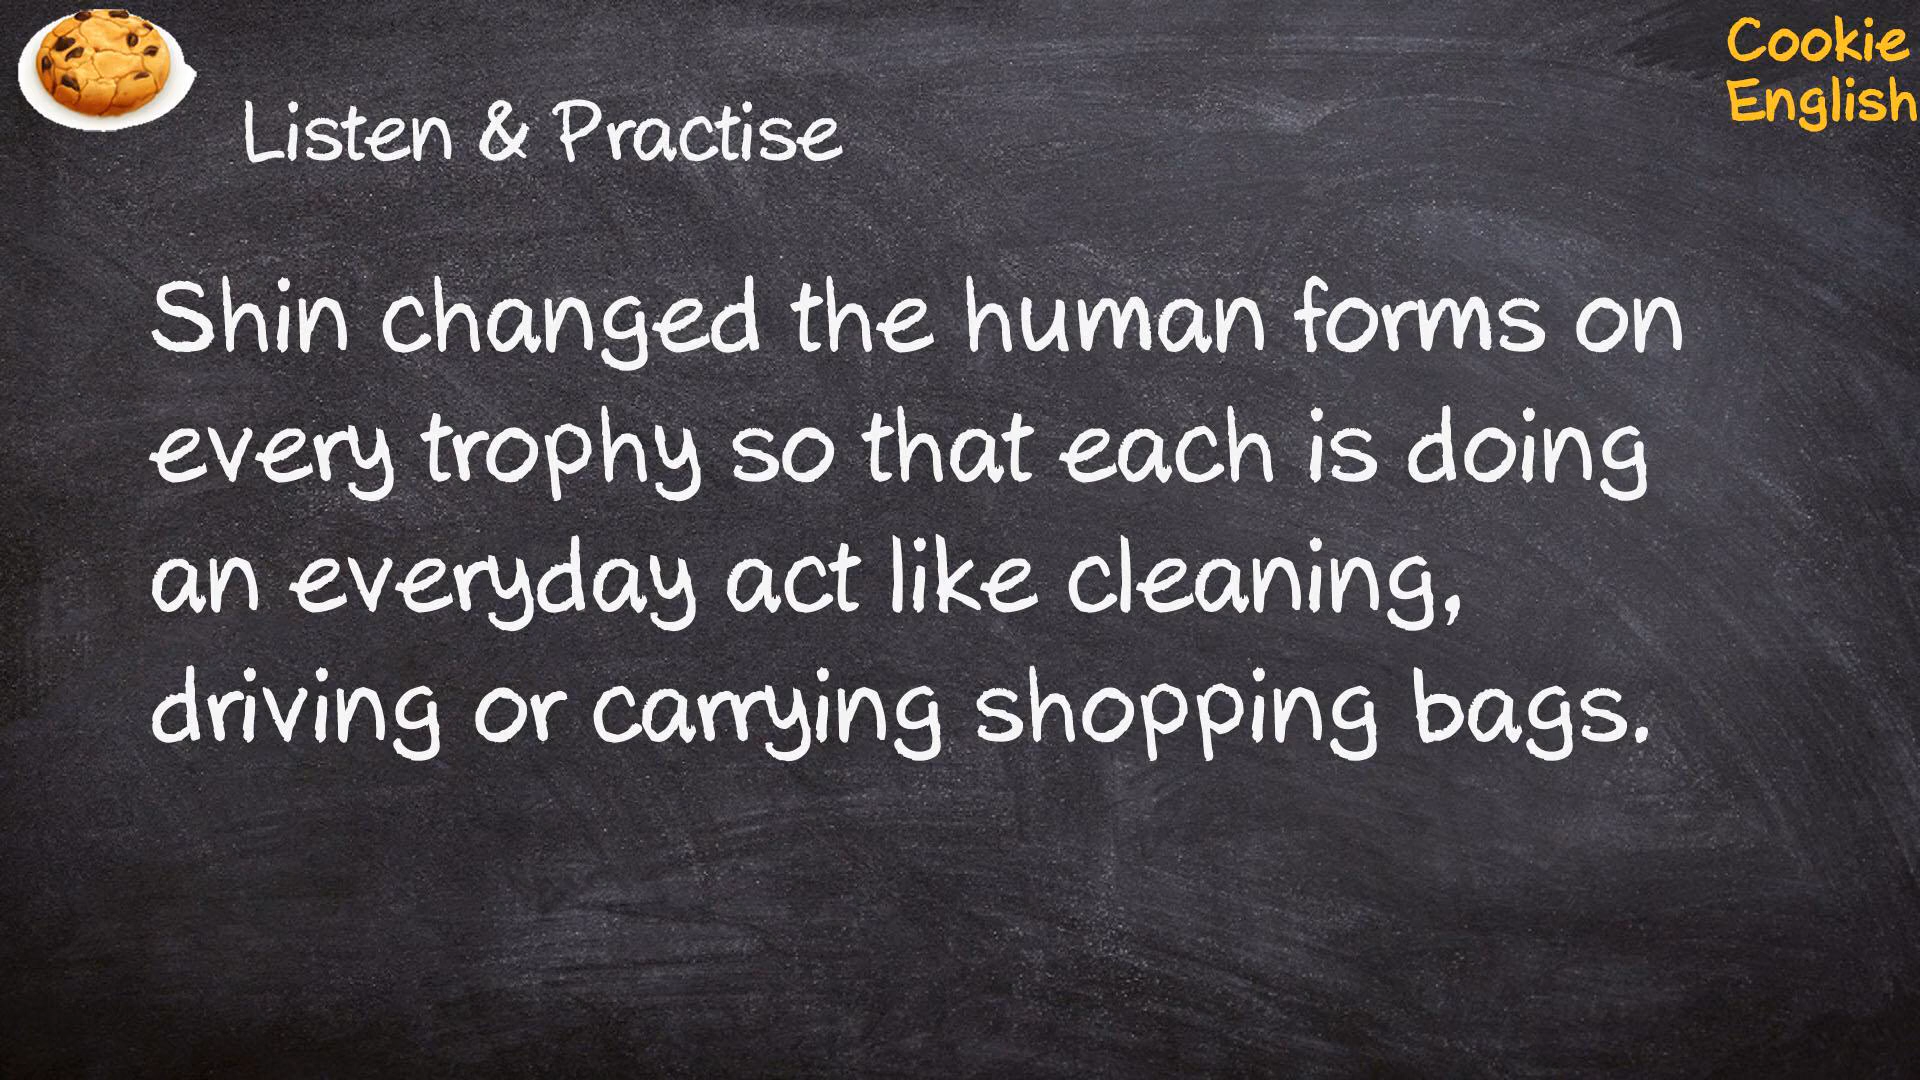 Cookie
English
Listen & Practise
Shin changed the human forms on
every trophy so that each is doing
an everyday act like cleaning,
driving or carrying shopping bags.